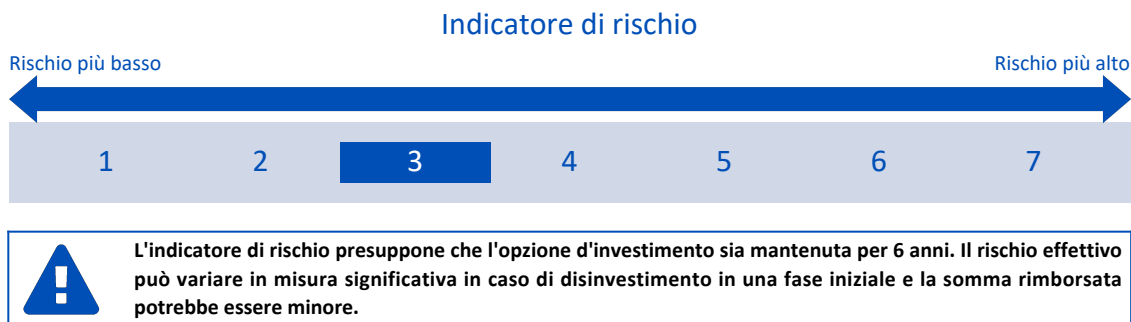 Indicatore di rischio
Rischio più basso
Rischio più alto
1 2 3 4 5 6 7
L'indicatore di rischio presuppone che l'opzione d'investimento sia mantenuta per 6 anni. Il rischio effettivo
può variare in misura significativa in caso di disinvestimento in una fase iniziale e la somma rimborsata
potrebbe essere minore.